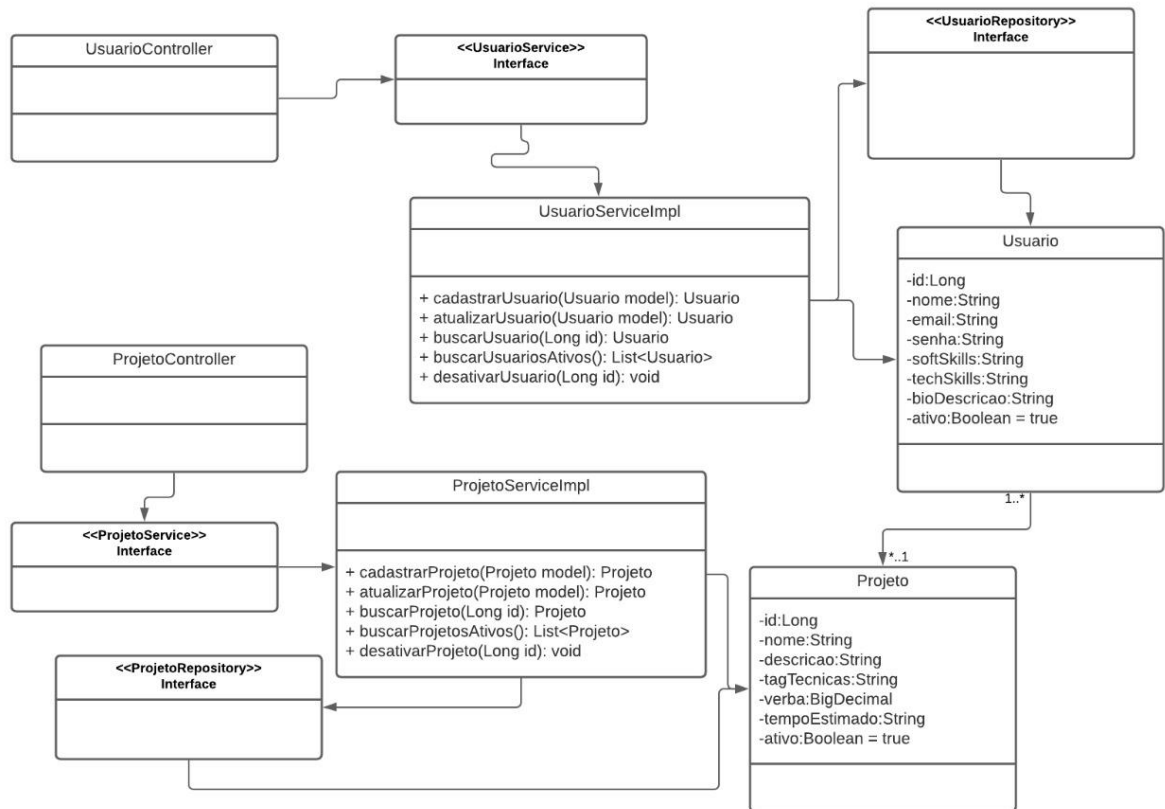 UsuarioController
<<UsuarioService>>
Interface
<<UsuarioRepository>>
Interface
UsuarioServiceImpl
+ cadastrarUsuario(Usuario model): Usuario
+ atualizarUsuario(Usuario model): Usuario
+ buscarUsuario(Long id): Usuario
+ buscarUsuariosAtivos(): List<Usuario>
+ desativarUsuario(Long id): void
Usuario
-id:Long
-nome:String
-email:String
-senha:String
-softSkills:String
-techSkills:String
-bioDescricao:String
-ativo:Boolean = true
1..*
*..1
ProjetoController
<<ProjetoService>>
Interface
ProjetoServiceImpl
+ cadastrarProjeto(Projeto model): Projeto
+ atualizarProjeto(Projeto model): Projeto
+ buscarProjeto(Long id): Projeto
+ buscarProjetosAtivos(): List<Projeto>
+ desativarProjeto(Long id): void
<<ProjetoRepository>>
Interface
Projeto
-id:Long
-nome:String
-descricao:String
-tagTecnicas:String
-verba:BigDecimal
-tempoEstimado:String
-ativo:Boolean = true